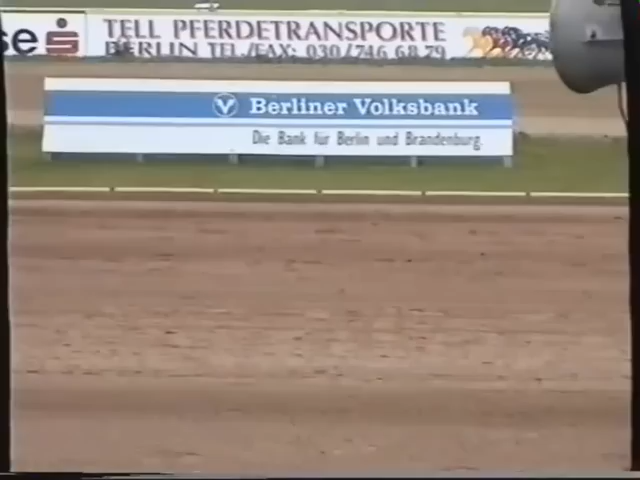 se
TELL PFERDETRANSPORTE
BERLIN TEL./FAX: 030/746 68 79
Berliner Volksbank
Die Bank für Berlin und Brandenburg.